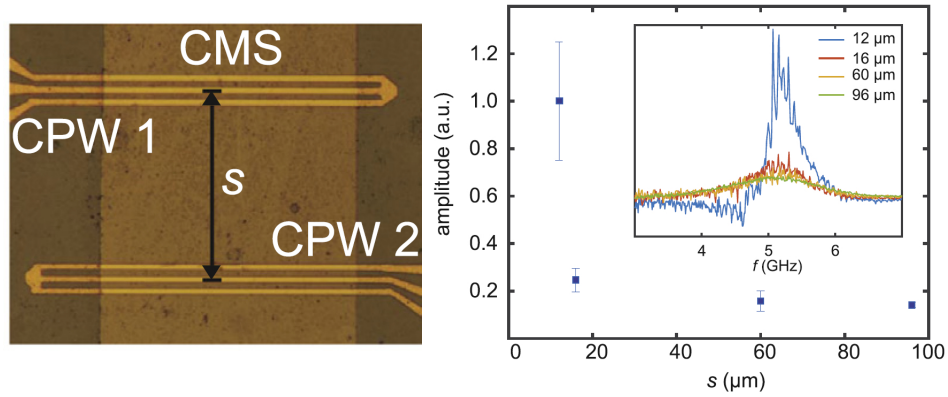 CMS
CPW 1
s
CPW 2
amplitude (a.u.)
1.2
1.0
0.8
0.6
0.4
0.2
0 20 40 60 80 100
s (μm)
12 μm
16 μm
60 μm
96 μm
4 5 6
f (GHz)